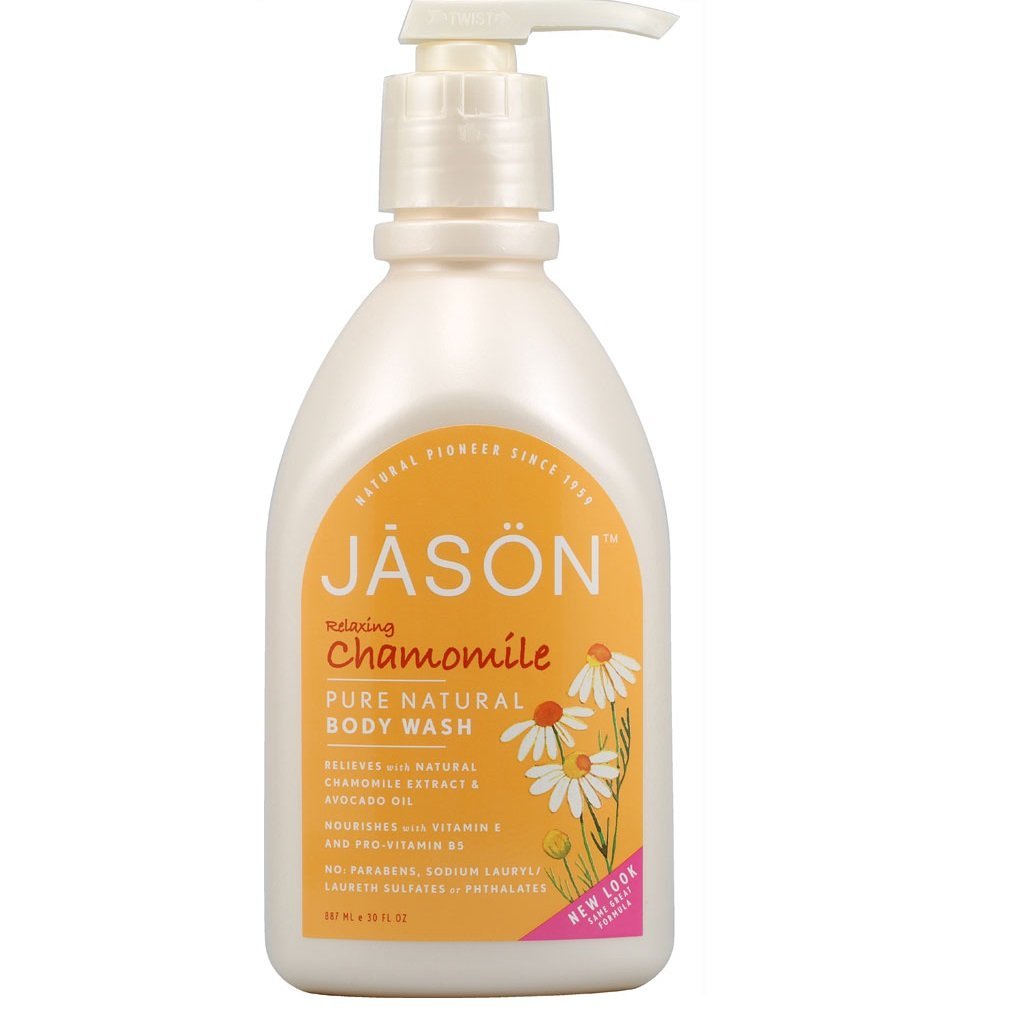 TWIST
NATURAL PIONEER SINCE 1959
JĀSÖN™
Relaxing
Chamomile
PURE NATURAL
BODY WASH
RELIEVES with NATURAL
CHAMOMILE EXTRACT &
AVOCADO OIL
NOURISHES with VITAMIN E
AND PRO-VITAMIN B5
NO: PARABENS, SODIUM LAURYL/
LAURETH SULFATES or PHTHALATES
887 ML e 30 FL OZ
NEW LOOK
SAME GREAT
FORMULA